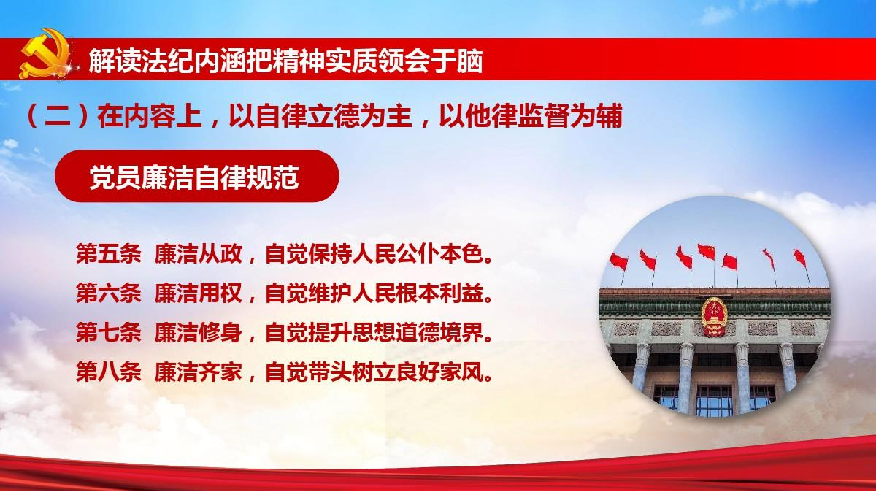 解读法纪内涵把精神实质领会于脑
（二）在内容上，以自律立德为主，以他律监督为辅
党员廉洁自律规范
第五条 廉洁从政，自觉保持人民公仆本色。
第六条 廉洁用权，自觉维护人民根本利益。
第七条 廉洁修身，自觉提升思想道德境界。
第八条 廉洁齐家，自觉带头树立良好家风。